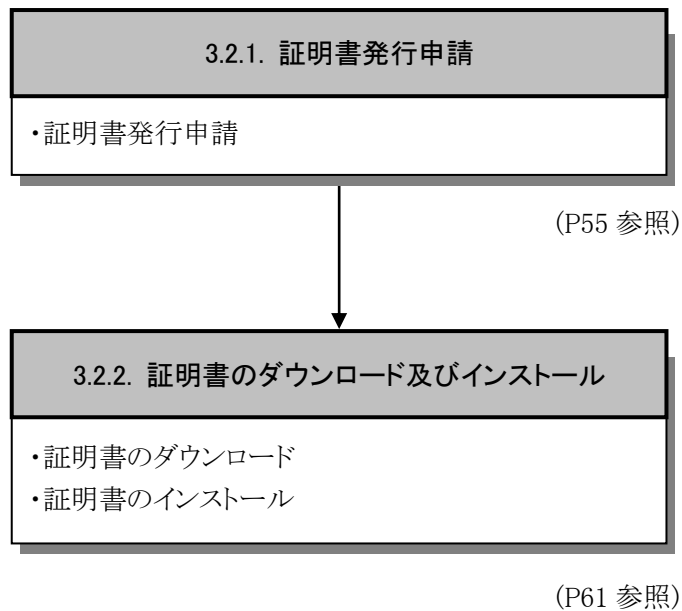 3.2.1. 証明書発行申請
・証明書発行申請
(P55 参照)
3.2.2. 証明書のダウンロード及びインストール
・証明書のダウンロード
・証明書のインストール
(P61 参照)